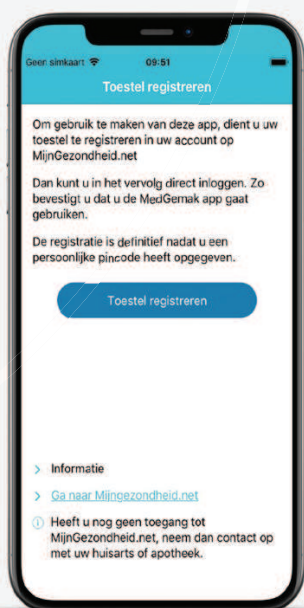 Geen simkaart 09:51
Toestel registreren
Om gebruik te maken van deze app, dient u uw
toestel te registreren in uw account op
MijnGezondheid.net
Dan kunt u in het vervolg direct inloggen. Zo
bevestigt u dat u de MedGemak app gaat
gebruiken.
De registratie is definitief nadat u een
persoonlijke pincode heeft opgegeven.
Toestel registreren
> Informatie
> Ga naar Mijngezondheid.net
Heeft u nog geen toegang tot
MijnGezondheid.net, neem dan contact op
met uw huisarts of apotheek.